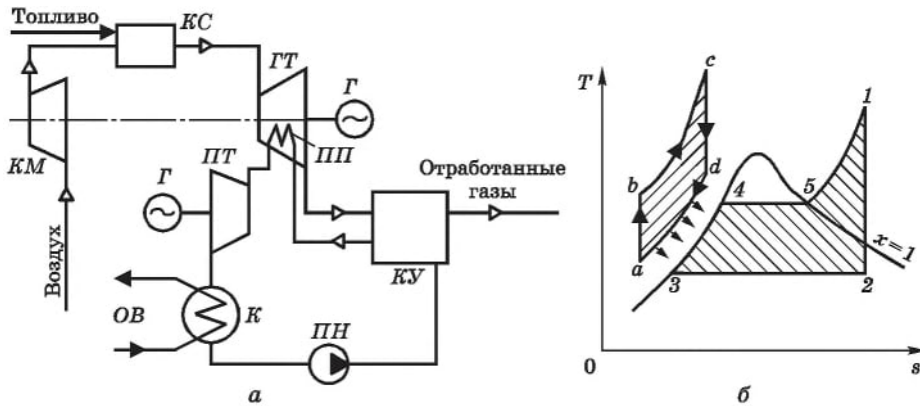 Топливо
КС
ГТ
Г
КМ
ПП
ПТ
Г
Отработанные
газы
Воздух
КУ
ОВ
К
ПН
а
T
c
1
b
d
4
5
a
x=1
3
2
0
s
б